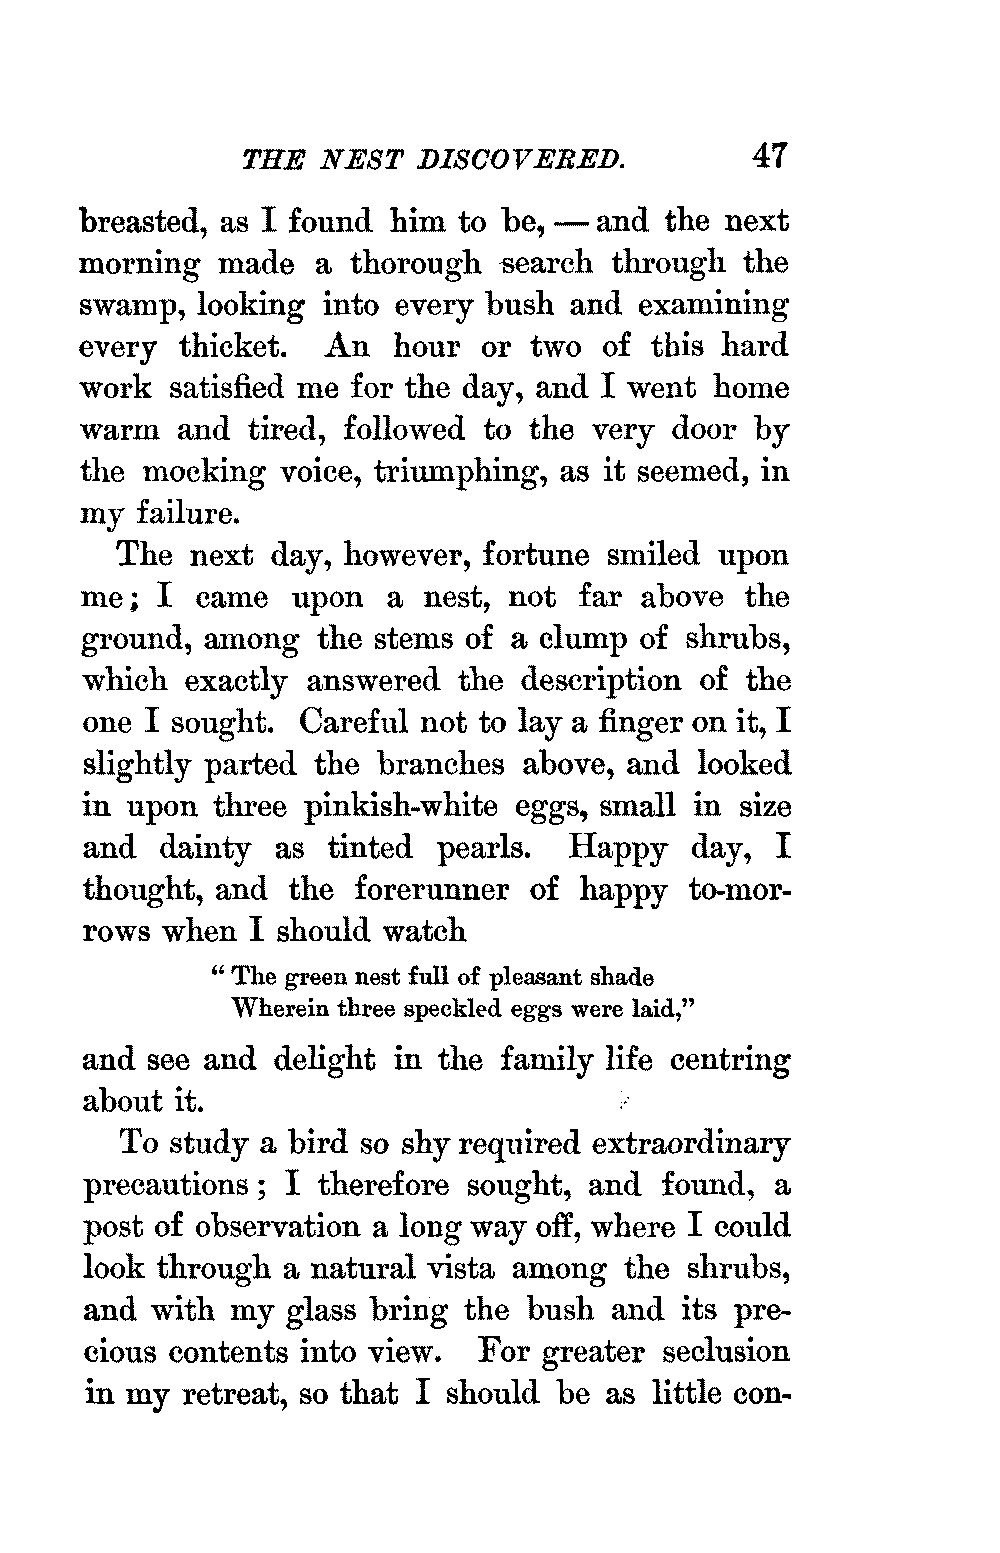 THE NEST DISCOVERED. 47
breasted, as I found him to be, — and the next
morning made a thorough search through the
swamp, looking into every bush and examining
every thicket. An hour or two of this hard
work satisfied me for the day, and I went home
warm and tired, followed to the very door by
the mocking voice, triumphing, as it seemed, in
my failure.
The next day, however, fortune smiled upon
me; I came upon a nest, not far above the
ground, among the stems of a clump of shrubs,
which exactly answered the description of the
one I sought. Careful not to lay a finger on it, I
slightly parted the branches above, and looked
in upon three pinkish-white eggs, small in size
and dainty as tinted pearls. Happy day, I
thought, and the forerunner of happy to-mor-
rows when I should watch
“ The green nest full of pleasant shade
Wherein three speckled eggs were laid,”
and see and delight in the family life centring
about it.
To study a bird so shy required extraordinary
precautions ; I therefore sought, and found, a
post of observation a long way off, where I could
look through a natural vista among the shrubs,
and with my glass bring the bush and its pre-
cious contents into view. For greater seclusion
in my retreat, so that I should be as little con-